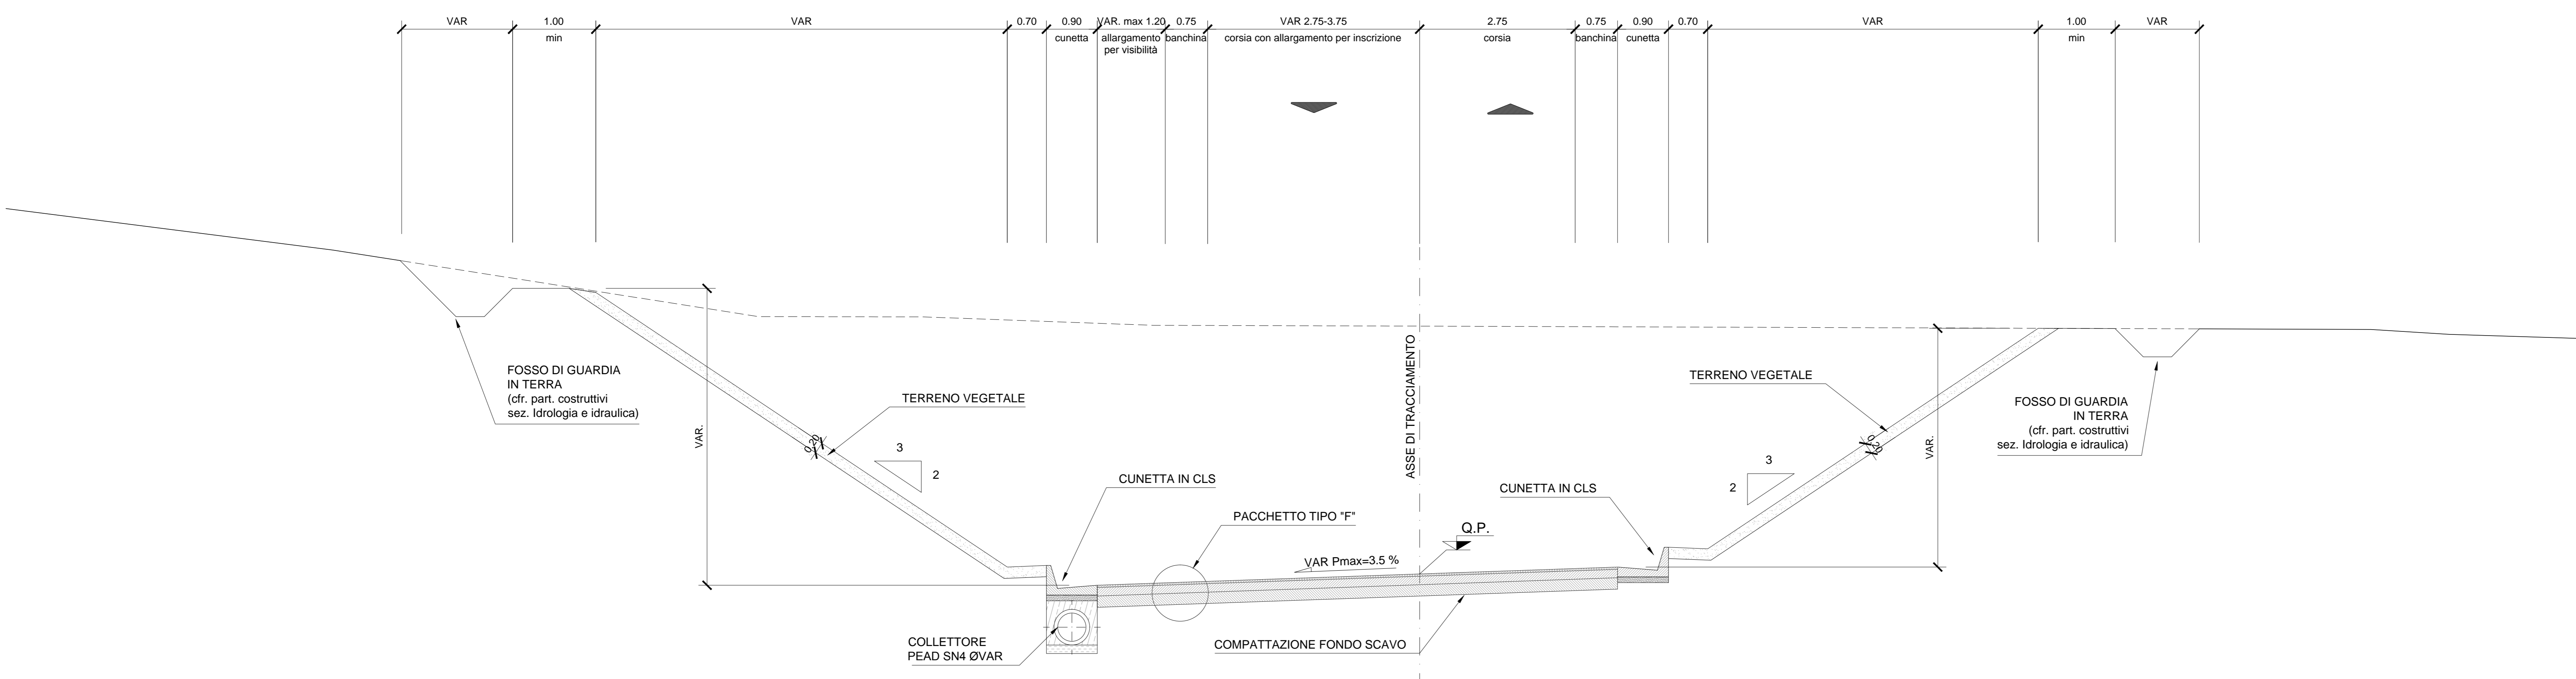 VAR
1.00
VAR
0.70
0.90
VAR. max 1.20
0.75
VAR 2.75-3.75
2.75
0.75
0.90
0.70
VAR
1.00
VAR
min
cunetta
allargamento
per visibilità
banchina
corsia con allargamento per inscrizione
corsia
banchina
cunetta
min
FOSSO DI GUARDIA
IN TERRA
(cfr. part. costruttivi
sez. Idrologia e idraulica)
VAR.
0.20
TERRENO VEGETALE
3
2
CUNETTA IN CLS
PACCHETTO TIPO "F"
ASSE DI TRACCIAMENTO
Q.P.
VAR Pmax=3.5 %
CUNETTA IN CLS
3
2
TERRENO VEGETALE
0.20
VAR.
FOSSO DI GUARDIA
IN TERRA
(cfr. part. costruttivi
sez. Idrologia e idraulica)
COLLETTORE
PEAD SN4 ØVAR
COMPATTAZIONE FONDO SCAVO